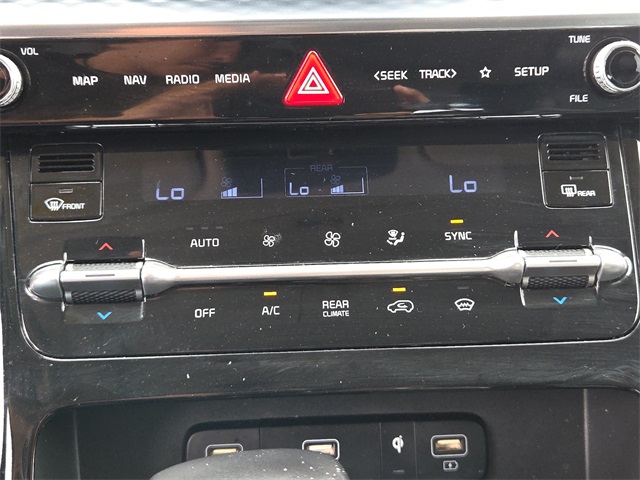 VOL
TUNE
MAP NAV RADIO MEDIA <SEEK TRACK> SETUP
FILE
REAR
Lo Lo Lo
FRONT REAR
AUTO SYNC
OFF A/C REAR
CLIMATE